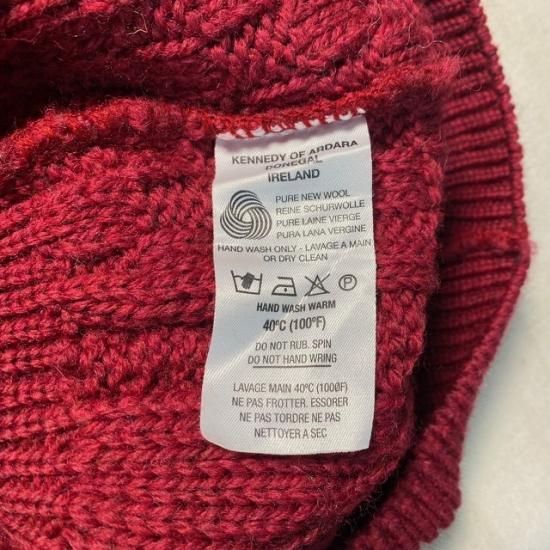 KENNEDY OF ARDARA
DONEGAL
IRELAND
PURE NEW WOOL
REINE SCHURWOLLE
PURE LAINE VIERGE
PURA LANA VERGINE
HAND WASH ONLY - LAVAGE A MAIN
OR DRY CLEAN
P
HAND WASH WARM
40°C (100°F)
DO NOT RUB. SPIN
DO NOT HAND WRING
LAVAGE MAIN 40°C (100ØF)
NE PAS FROTTER. ESSORER
NE PAS TORDRE NE PAS
NETTOYER A SEC